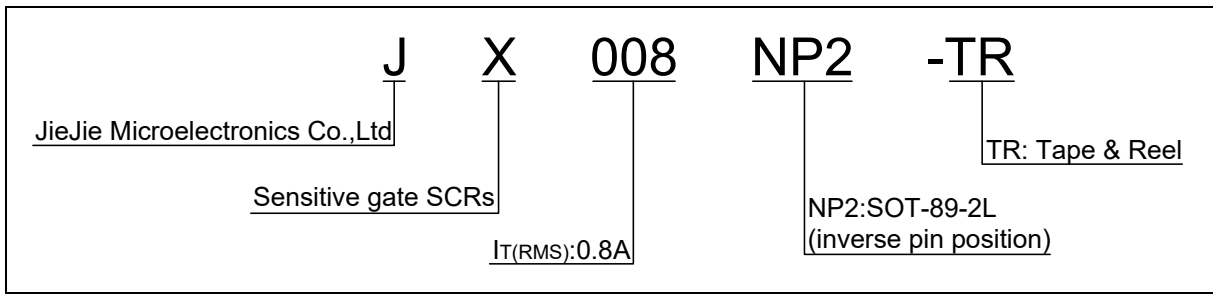 J X 008 NP2 -TR
JieJie Microelectronics Co.,Ltd
TR: Tape & Reel
Sensitive gate SCRs
NP2:SOT-89-2L
(inverse pin position)
IT(RMS):0.8A